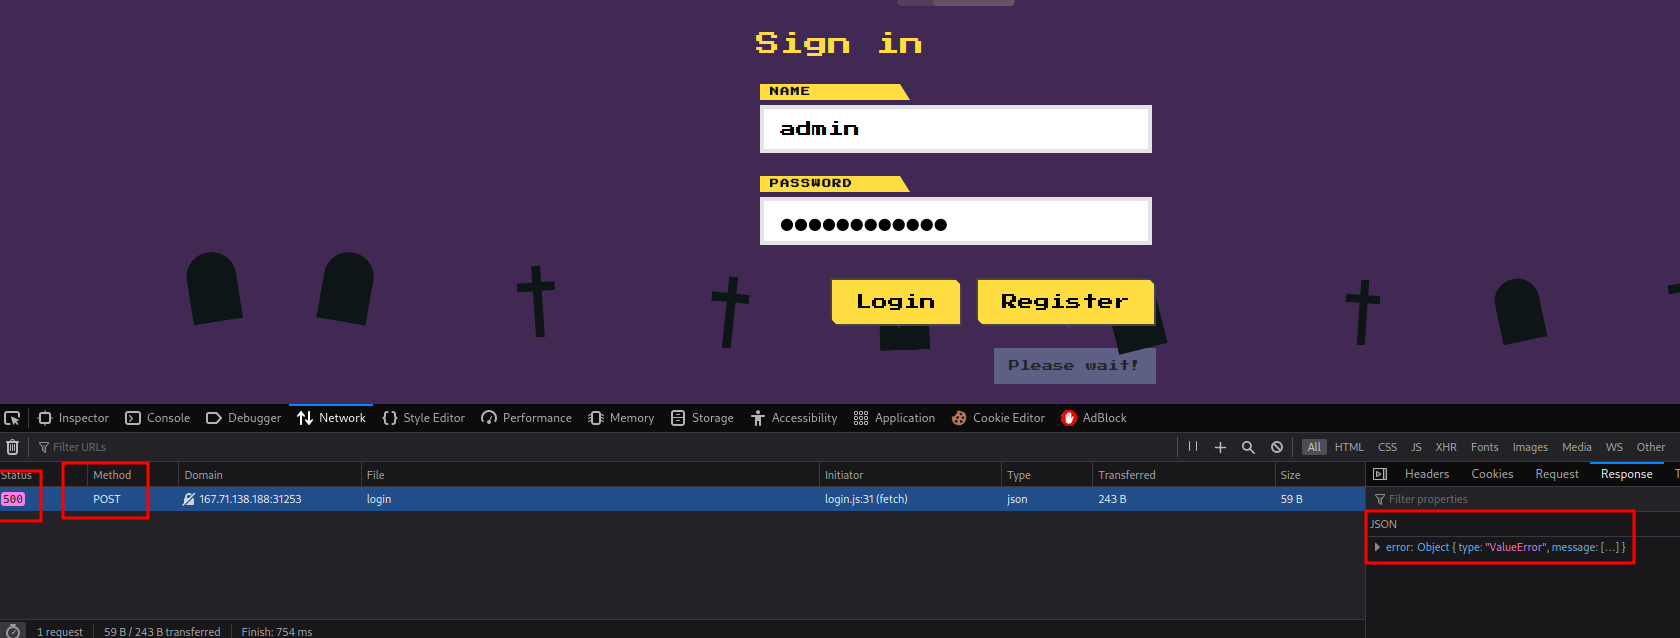 Sign in
NAME
admin
PASSWORD
Login Register
Please wait!
Inspector Console Debugger Network Style Editor Performance Memory Storage Accessibility Application Cookie Editor AdBlock
Filter URLs All HTML CSS JS XHR Fonts Images Media WS Other
Status Method Domain File Initiator Type Transferred Size Headers Cookies Request Response T
500 POST 167.71.138.188:31253 login login.js:31 (fetch) json 243 B 59 B Filter properties
JSON
error: Object { type: "ValueError", message: […] }
1 request 59 B / 243 B transferred Finish: 754 ms